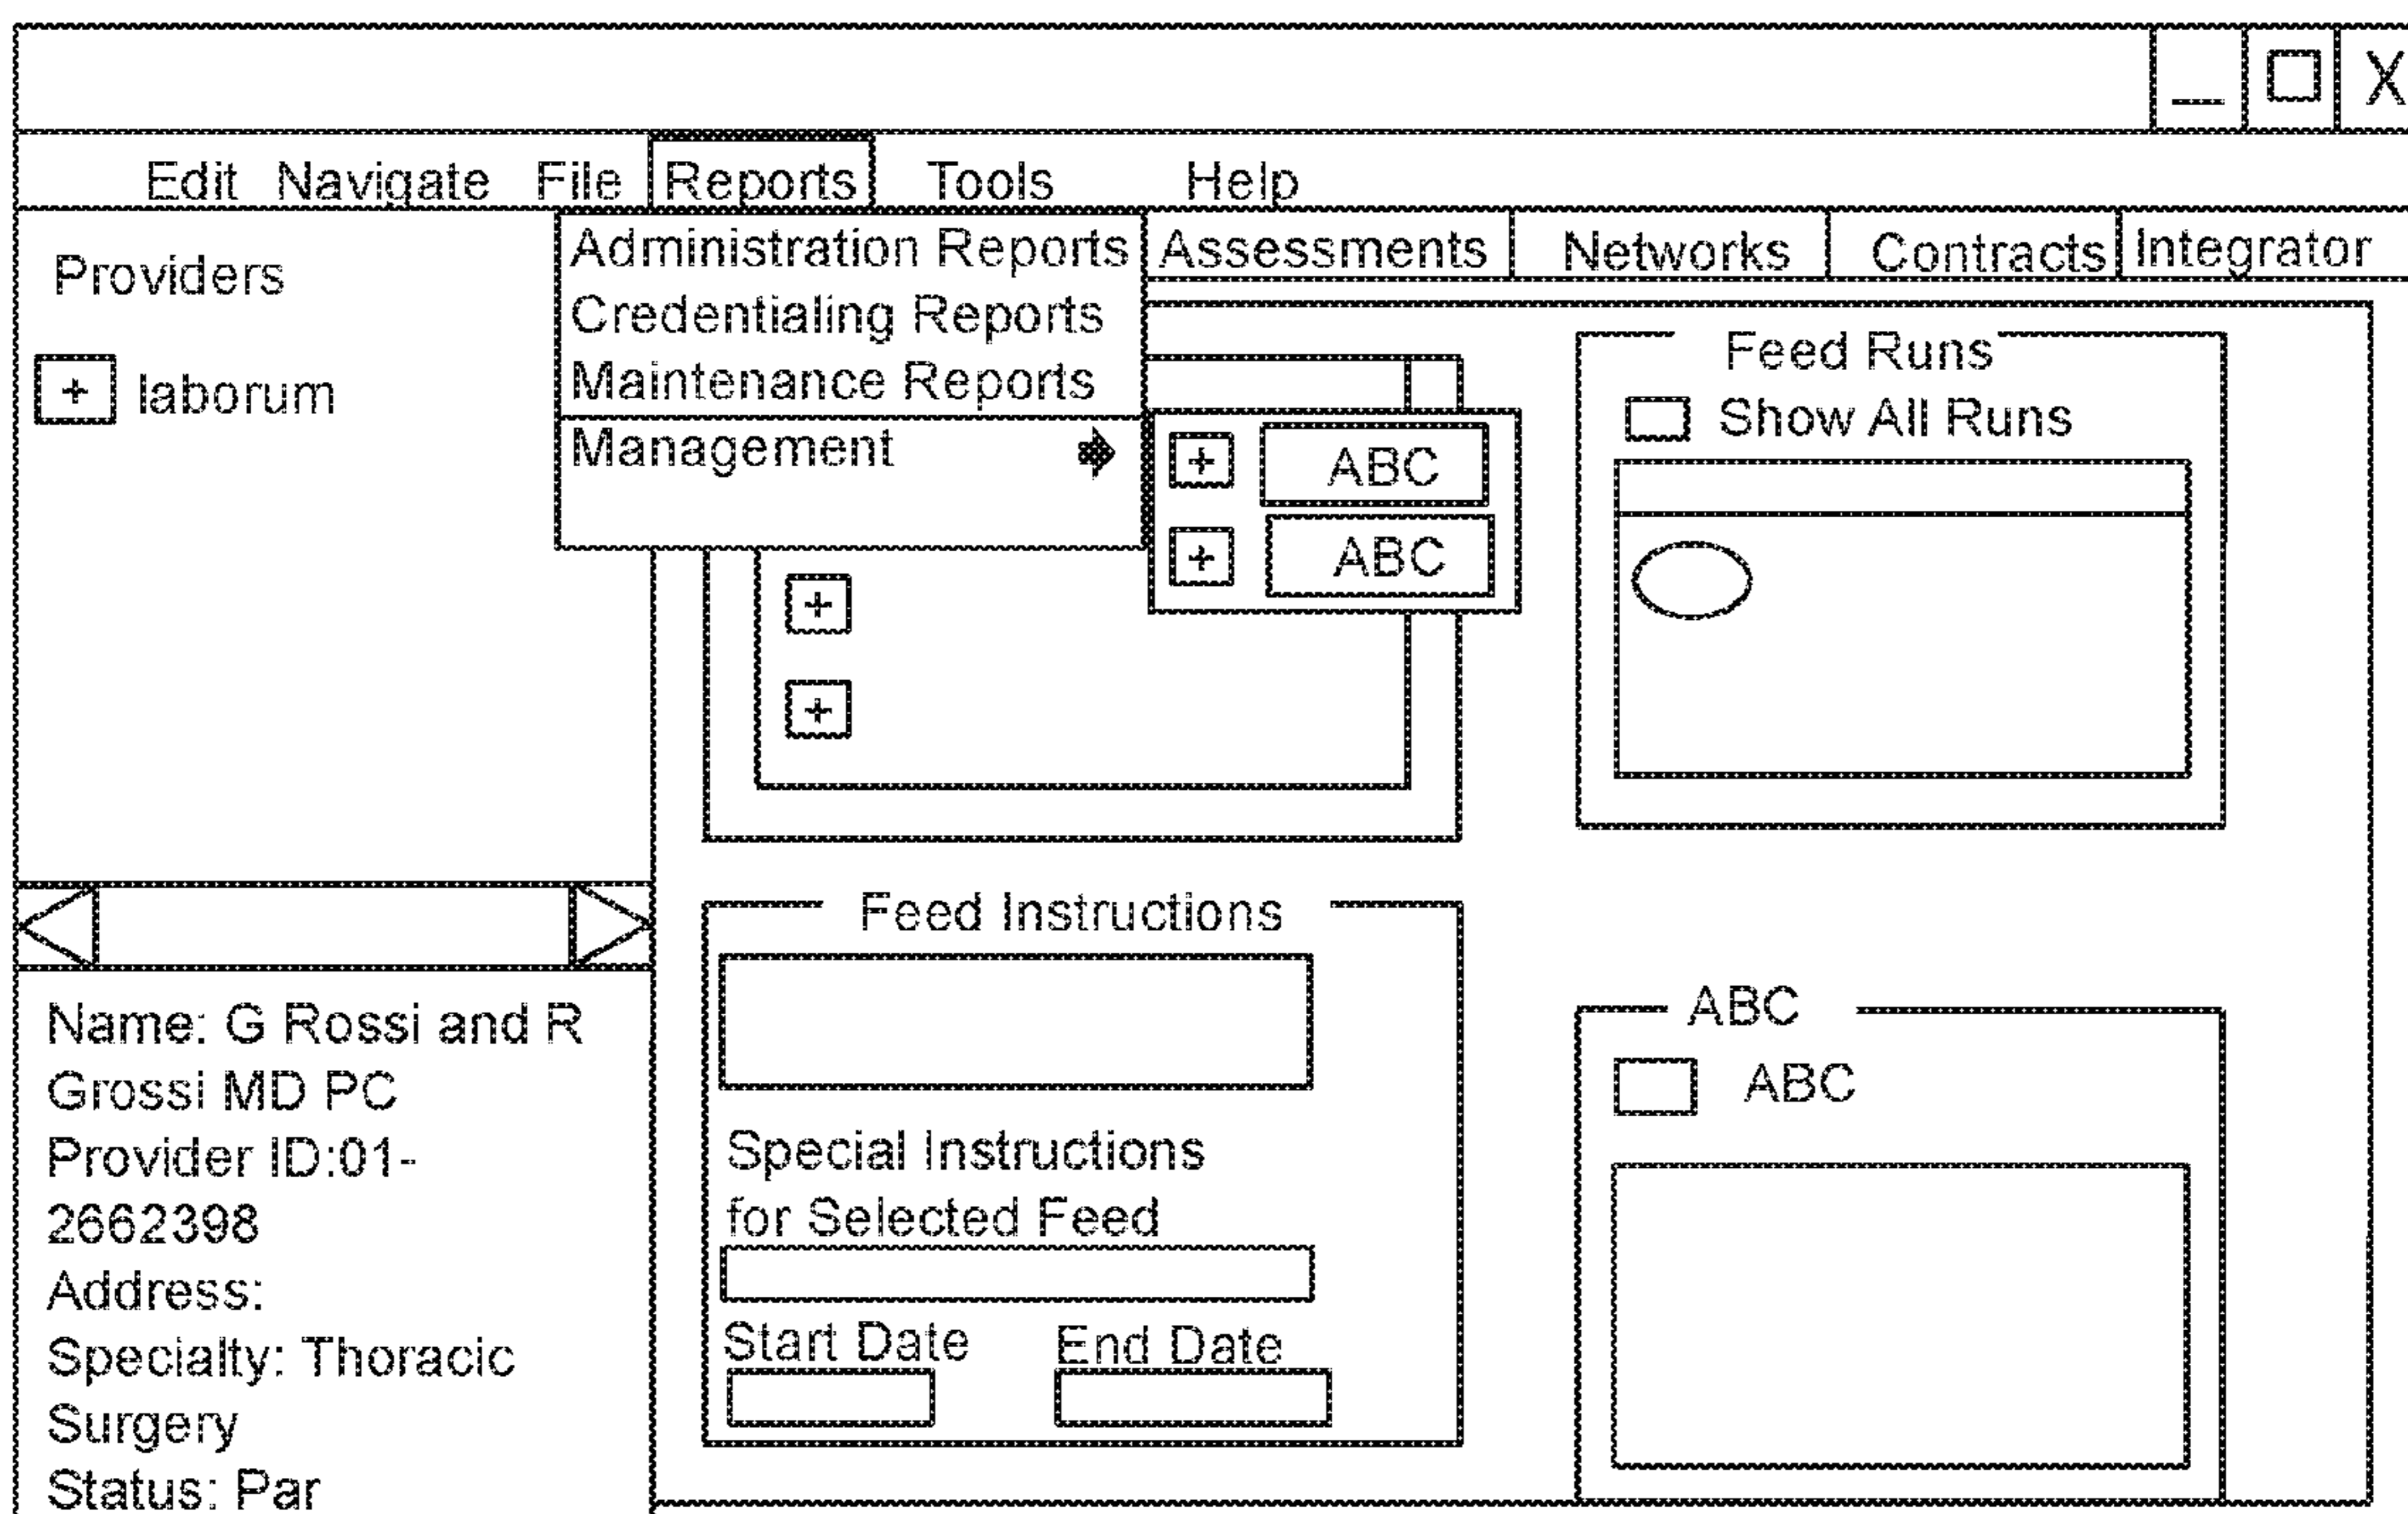 X
Edit Navigate File Reports Tools Help
Providers
+ laborum
Administration Reports
Credentialing Reports
Maintenance Reports
Management
+ ABC
+ ABC
Assessments Networks Contracts Integrator
+
+
Feed Runs
Show All Runs
Feed Instructions
Special Instructions
for Selected Feed
Start Date End Date
ABC
ABC
Name: G Rossi and R
Grossi MD PC
Provider ID:01-
2662398
Address:
Specialty: Thoracic
Surgery
Status: Par